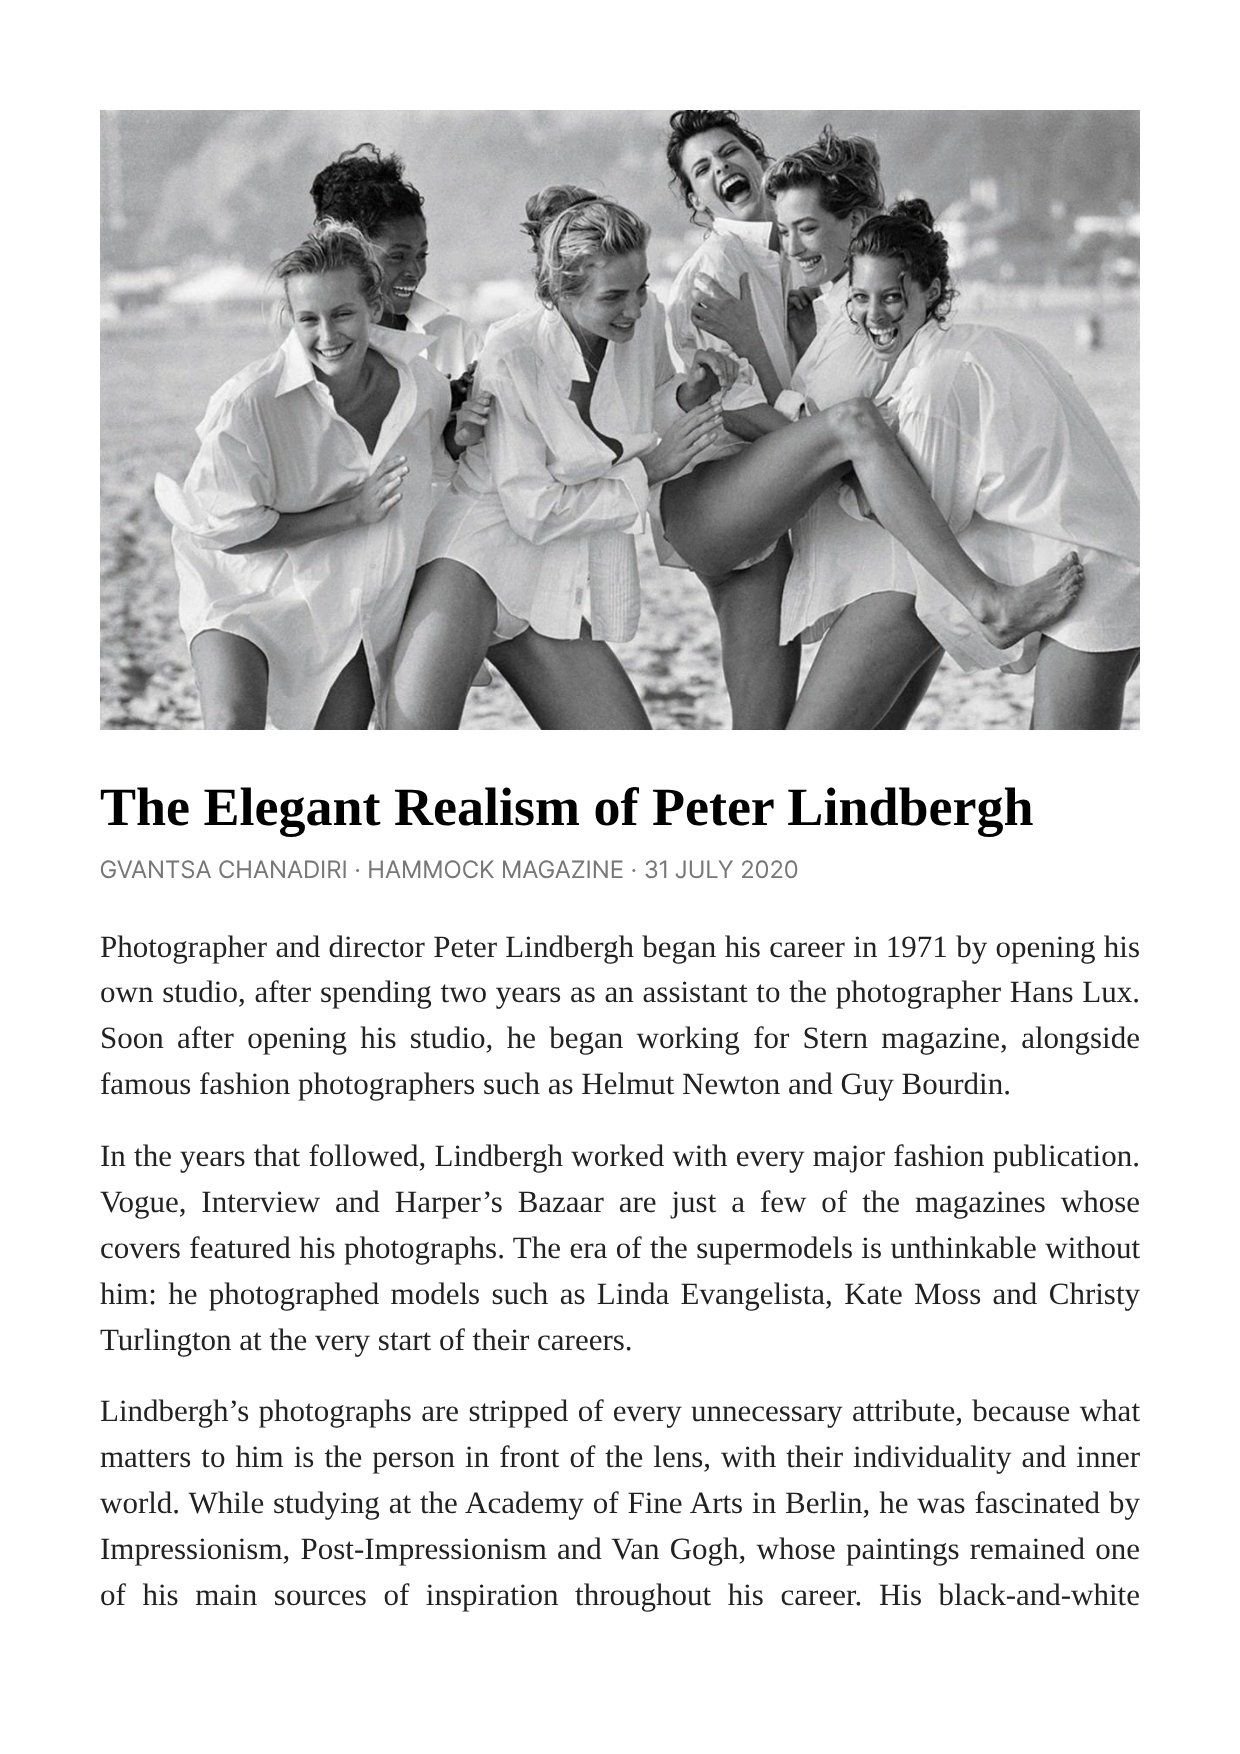 The Elegant Realism of Peter Lindbergh
GVANTSA CHANADIRI · HAMMOCK MAGAZINE · 31 JULY 2020
Photographer and director Peter Lindbergh began his career in 1971 by opening his
own studio, after spending two years as an assistant to the photographer Hans Lux.
Soon after opening his studio, he began working for Stern magazine, alongside
famous fashion photographers such as Helmut Newton and Guy Bourdin.
In the years that followed, Lindbergh worked with every major fashion publication.
Vogue, Interview and Harper’s Bazaar are just a few of the magazines whose
covers featured his photographs. The era of the supermodels is unthinkable without
him: he photographed models such as Linda Evangelista, Kate Moss and Christy
Turlington at the very start of their careers.
Lindbergh’s photographs are stripped of every unnecessary attribute, because what
matters to him is the person in front of the lens, with their individuality and inner
world. While studying at the Academy of Fine Arts in Berlin, he was fascinated by
Impressionism, Post-Impressionism and Van Gogh, whose paintings remained one
of his main sources of inspiration throughout his career. His black-and-white